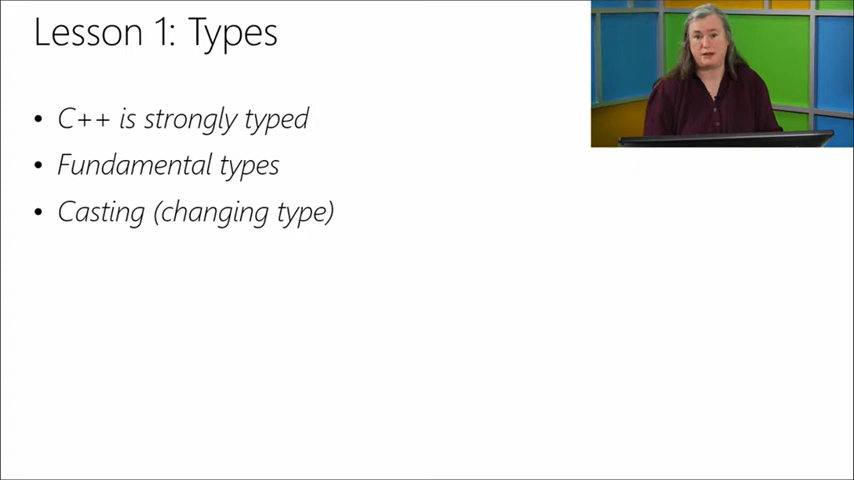 Lesson 1: Types
• C++ is strongly typed
• Fundamental types
• Casting (changing type)